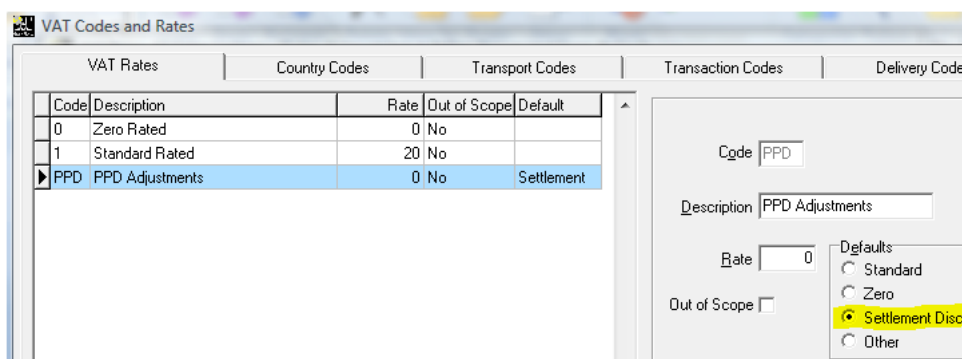 VAT Codes and Rates
VAT Rates Country Codes Transport Codes Transaction Codes Delivery Code
Code Description Rate Out of Scope Default
0 Zero Rated 0 No
1 Standard Rated 20 No
PPD PPD Adjustments 0 No Settlement
Code PPD
Description PPD Adjustments
Rate 0
Defaults
Standard
Zero
Out of Scope
Settlement Disc
Other